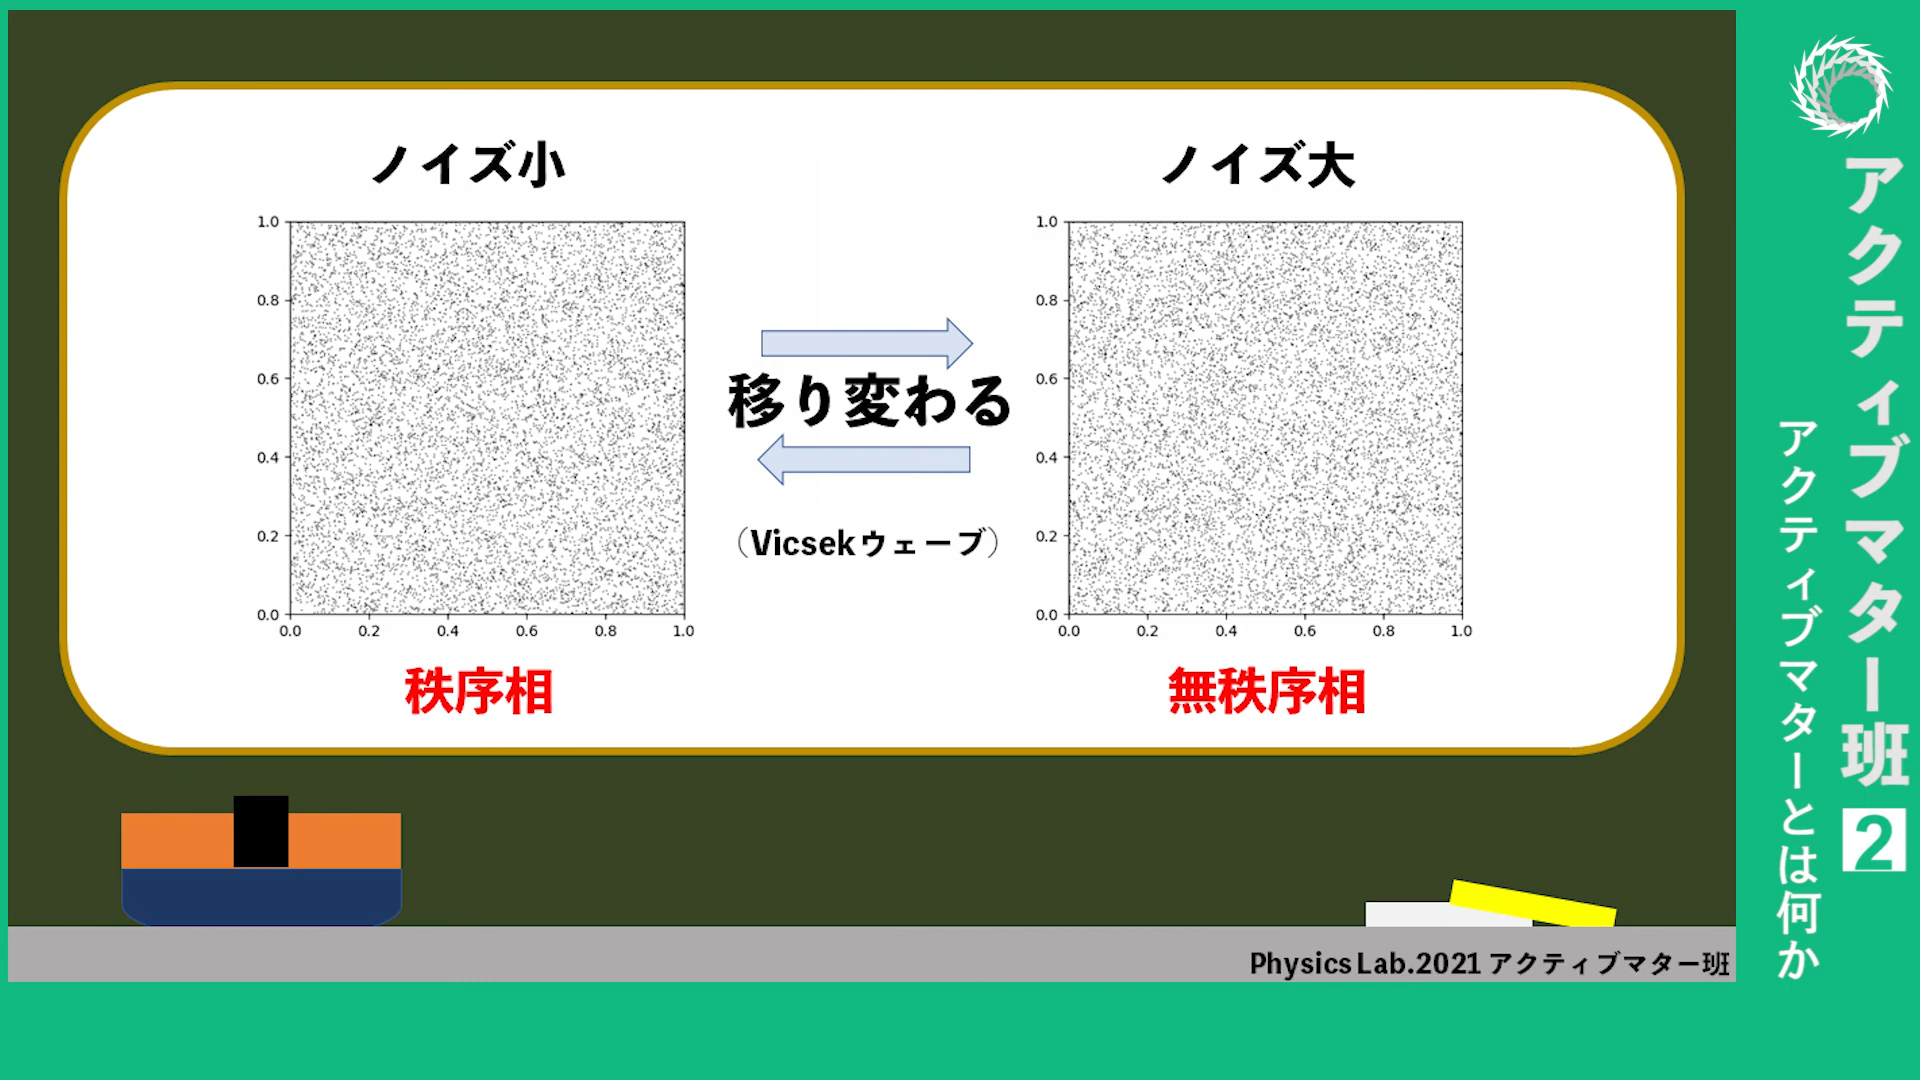 ノイズ小
ノイズ大
1.0
0.8
0.6
0.4
0.2
0.0
0.0 0.2 0.4 0.6 0.8 1.0
移り変わる
（Vicsekウェーブ）
1.0
0.8
0.6
0.4
0.2
0.0
0.0 0.2 0.4 0.6 0.8 1.0
秩序相
無秩序相
Physics Lab.2021 アクティブマター班
アクティブマター班 2
アクティブマターとは何か